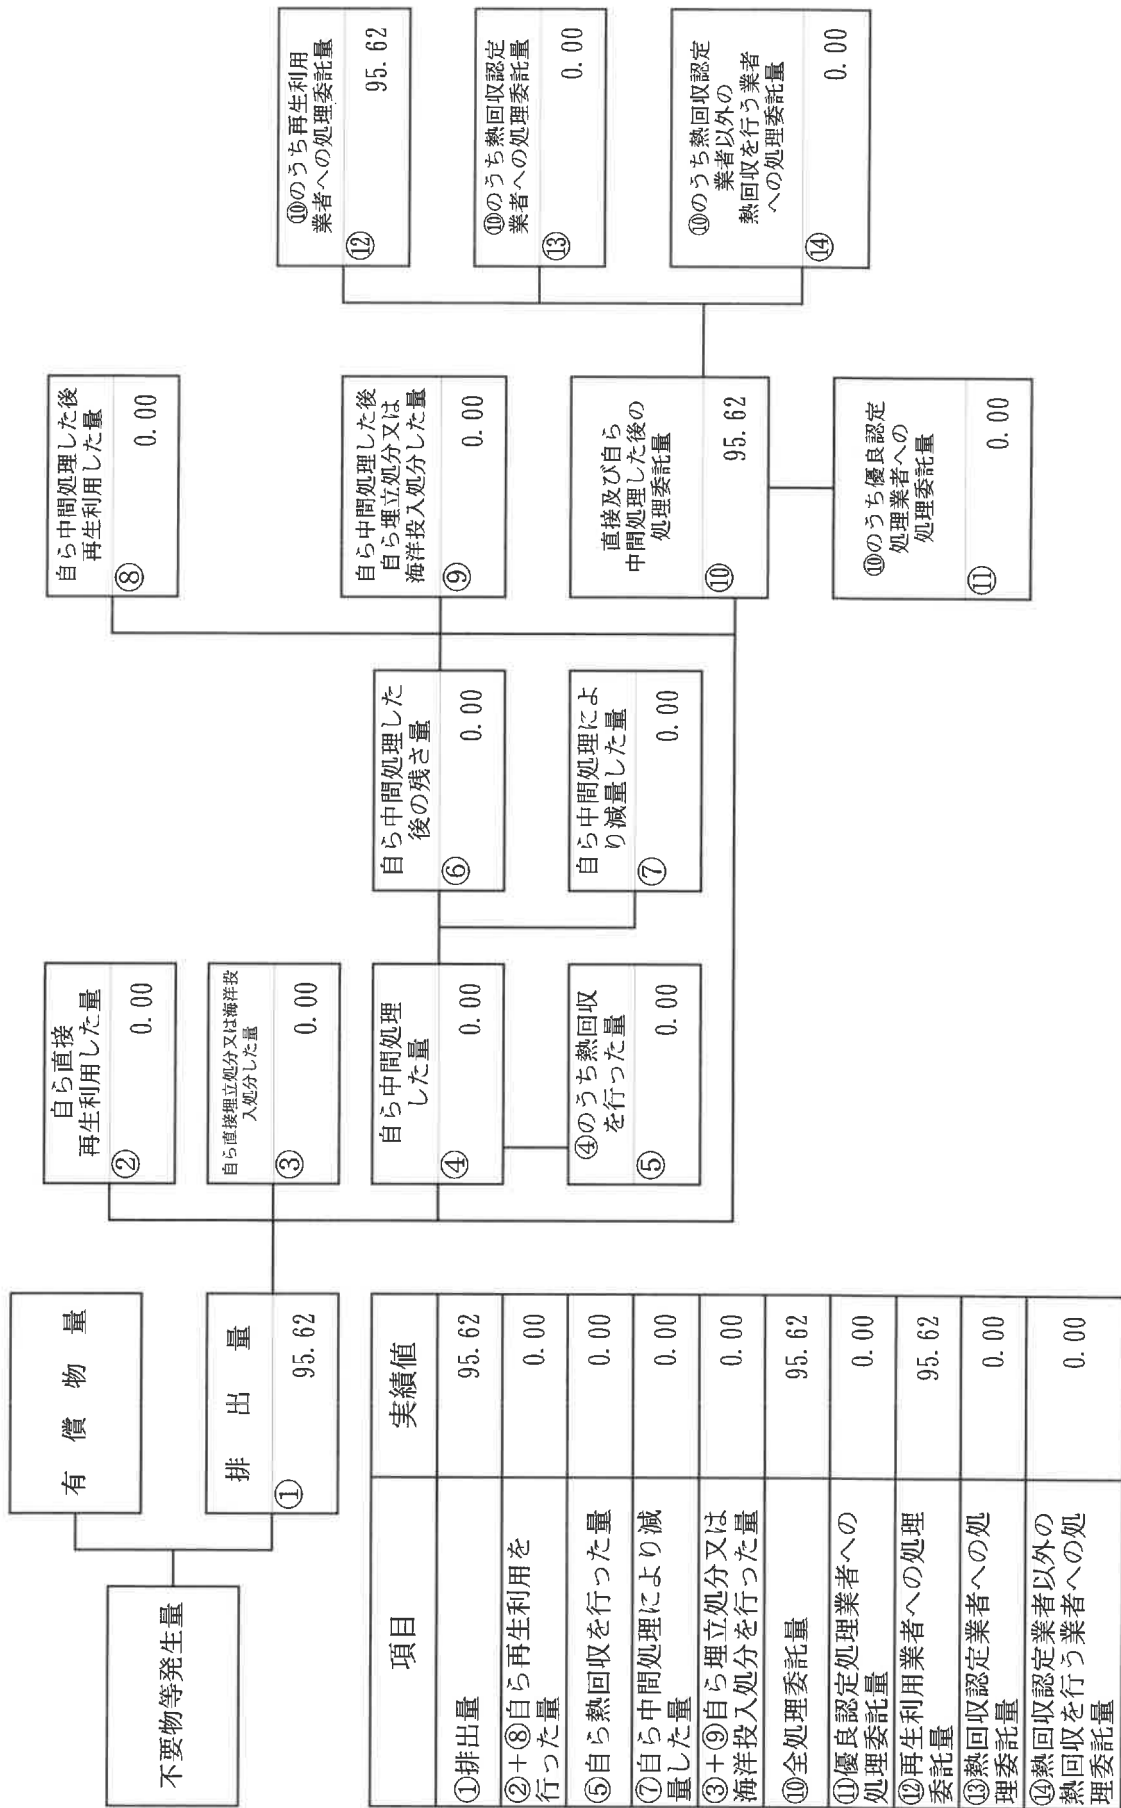 不要物等発生量
有償物量
排出量
① 95.62
自ら直接
再生利用した量
② 0.00
自ら直接埋立処分又は海洋投
入処分した量
③ 0.00
自ら中間処理
した量
④ 0.00
④のうち熱回収
を行った量
⑤ 0.00
自ら中間処理した
後の残さ量
⑥ 0.00
自ら中間処理によ
り減量した量
⑦ 0.00
自ら中間処理した後
再生利用した量
⑧ 0.00
自ら中間処理した後
自ら埋立処分又は
海洋投入処分した量
⑨ 0.00
直接及び自ら
中間処理した後の
処理委託量
⑩ 95.62
⑩のうち優良認定
処理業者への
処理委託量
⑪ 0.00
⑩のうち再生利用
業者への処理委託量
⑫ 95.62
⑩のうち熱回収認定
業者への処理委託量
⑬ 0.00
⑩のうち熱回収認定
業者以外の
熱回収を行う業者
への処理委託量
⑭ 0.00
項目 実績値
①排出量 95.62
②+⑧自ら再生利用を
行った量 0.00
⑤自ら熱回収を行った量 0.00
⑦自ら中間処理により減
量した量 0.00
③+⑨自ら埋立処分又は
海洋投入処分を行った量 0.00
⑩全処理委託量 95.62
⑪優良認定処理業者への
処理委託量 0.00
⑫再生利用業者への処理
委託量 95.62
⑬熱回収認定業者への処
理委託量 0.00
⑭熱回収認定業者以外の
熱回収を行う業者への処
理委託量 0.00